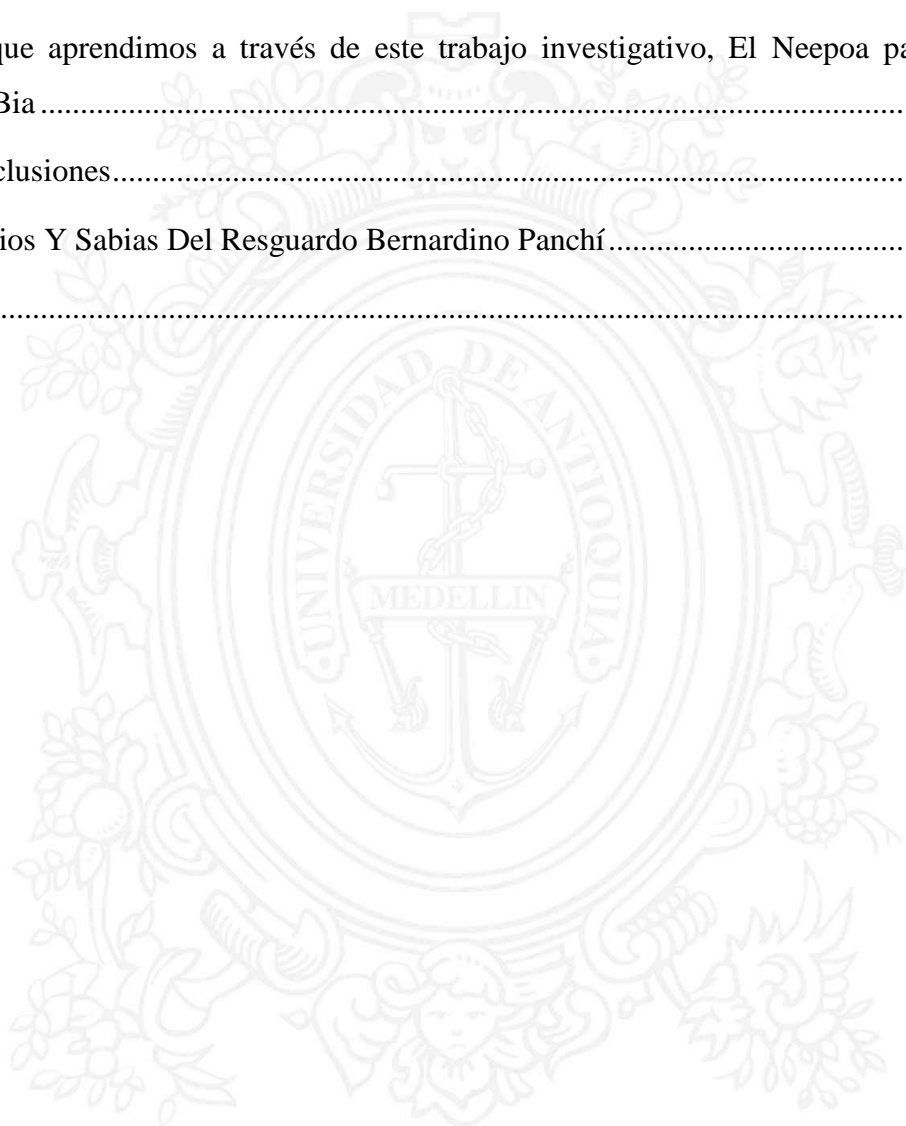 que aprendimos a través de este trabajo investigativo, El Neepoa pa
Bia ........................................................................................................
clusiones................................................................................................
ios Y Sabias Del Resguardo Bernardino Panchí...................................
................................................................................................................
UNIVERSIDAD DE ANTIOQUIA
MEDELLIN